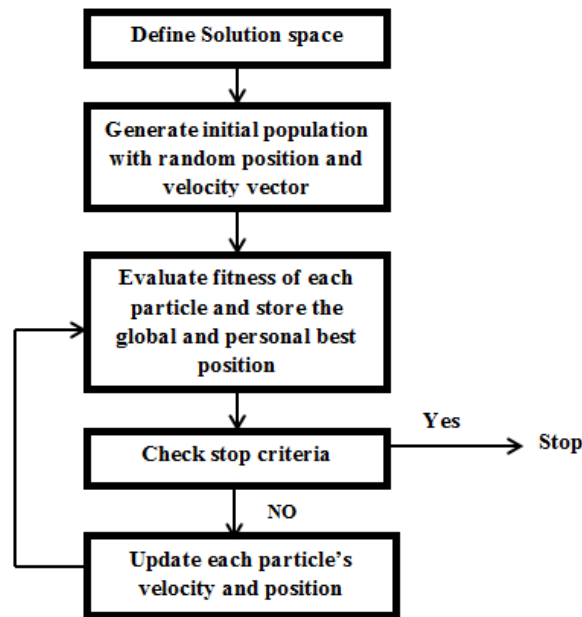 Define Solution space
Generate initial population
with random position and
velocity vector
Evaluate fitness of each
particle and store the
global and personal best
position
Check stop criteria
Yes
Stop
NO
Update each particle’s
velocity and position